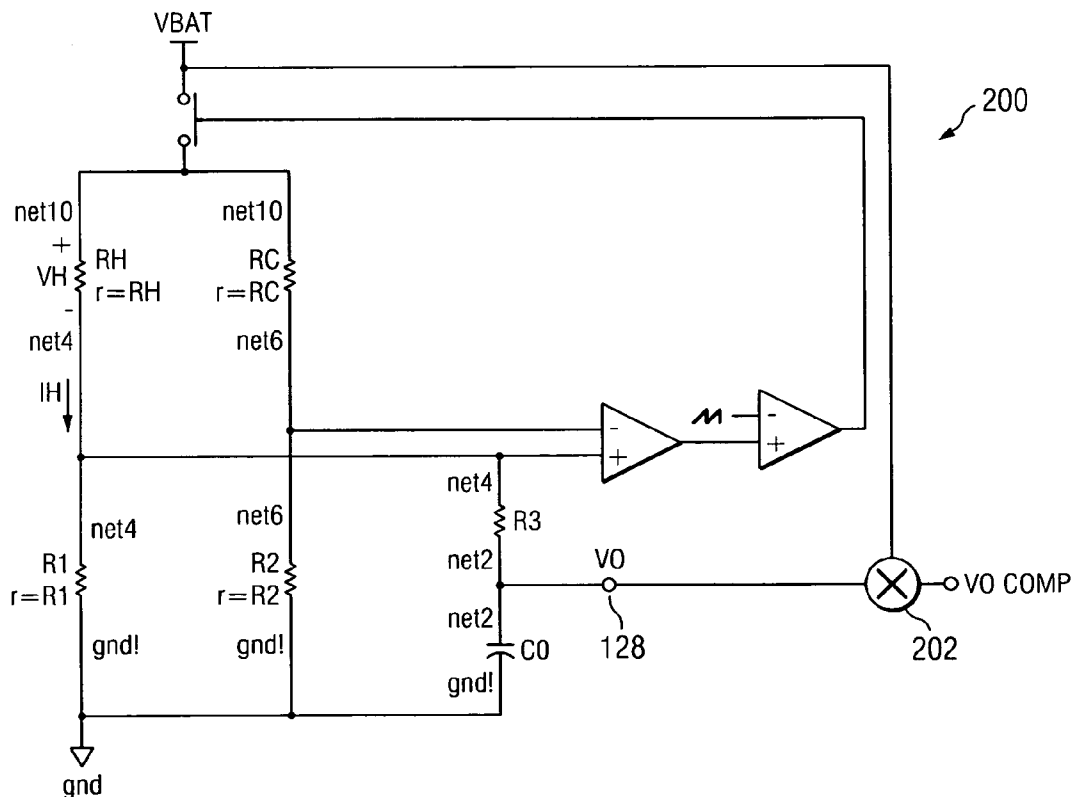 VBAT
200
net10
net10
+
VH
RH
r=RH
-
RC
r=RC
net4
net6
IH
-
+
-
+
net4
net4
net6
R3
R1
r=R1
R2
r=R2
net2
VO
VO COMP
net2
128
202
gnd!
gnd!
C0
gnd!
gnd